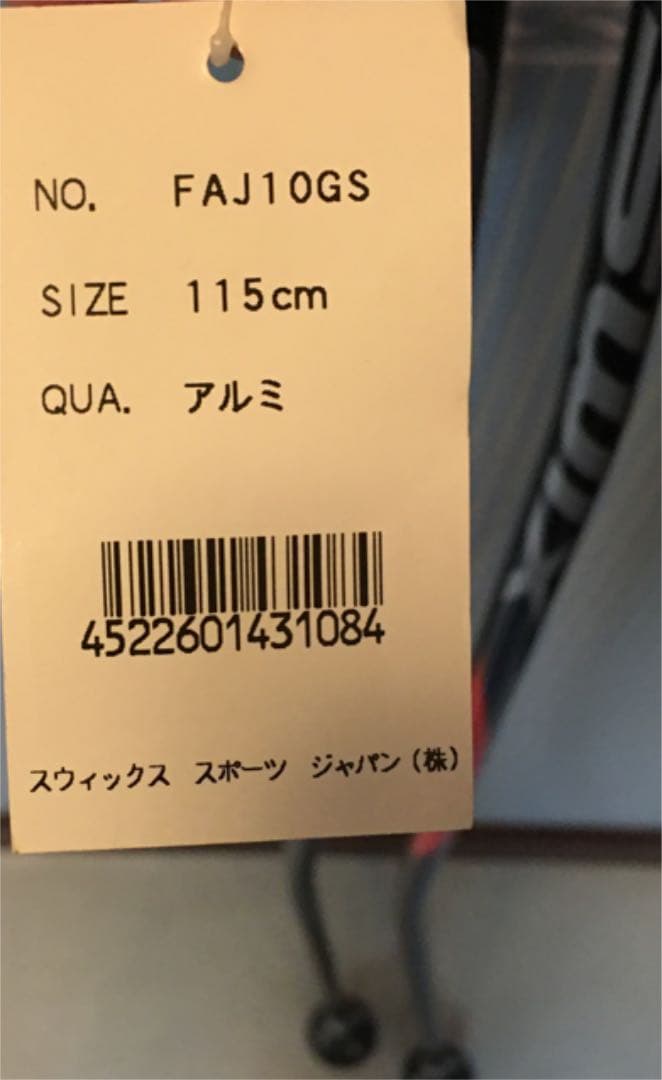 NO. FAJ10GS
SIZE 115cm
QUA. アルミ
4522601431084
スウィックス スポーツ ジャパン(株)
SWIX